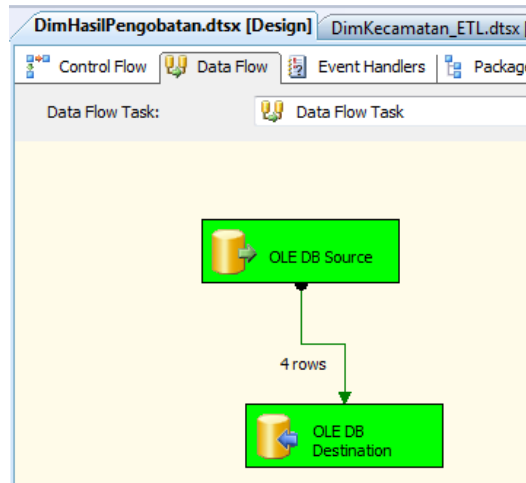 DimHasilPengobatan.dtsx [Design] DimKecamatan_ETL.dtsx [
Control Flow Data Flow Event Handlers Package
Data Flow Task: Data Flow Task
OLE DB Source
4 rows
OLE DB
Destination